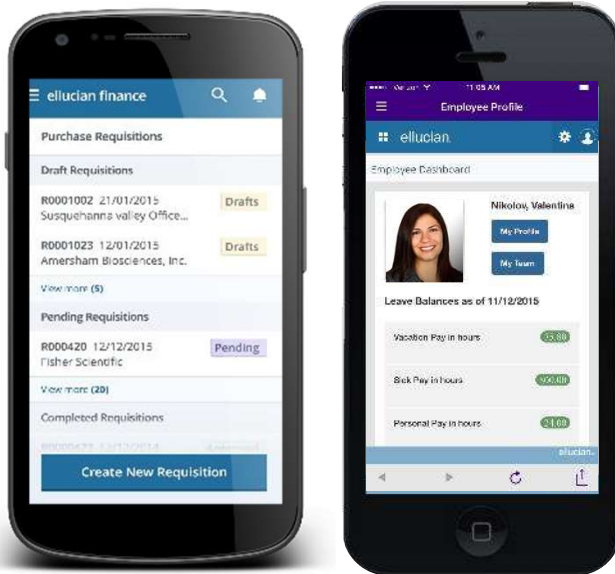 ellucian finance
Purchase Requisitions
Draft Requisitions
R0001002 21/01/2015
Drafts
Susquehanna valley Office...
R0001023 12/01/2015
Drafts
Amersham Biosciences, Inc.
View more (5)
Pending Requisitions
R000420 12/12/2015
Pending
Fisher Scientific
View more (20)
Completed Requisitions
Create New Requisition
11:05 AM
Employee Profile
ellucian.
Employee Dashboard
Nikolov, Valentina
My Profile
My Team
Leave Balances as of 11/12/2015
Vacation Pay in hours
Sick Pay in hours
Personal Pay in hours
24.00
ellucian.